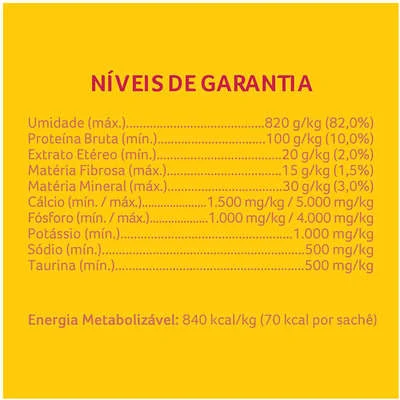 NÍVEIS DE GARANTIA
Umidade (máx.)..............................820 g/kg (82,0%)
Proteína Bruta (mín.)........................100 g/kg (10,0%)
Extrato Etéreo (mín.)............................20 g/kg (2,0%)
Matéria Fibrosa (máx.)..........................15 g/kg (1,5%)
Matéria Mineral (máx.).........................30 g/kg (3,0%)
Cálcio (mín. / máx.).....................1.500 mg/kg / 5.000 mg/kg
Fósforo (mín. / máx.)...................1.000 mg/kg / 4.000 mg/kg
Potássio (mín.)..........................................1.000 mg/kg
Sódio (mín.)..................................................500 mg/kg
Taurina (mín.)...............................................500 mg/kg
Energia Metabolizável: 840 kcal/kg (70 kcal por sachê)